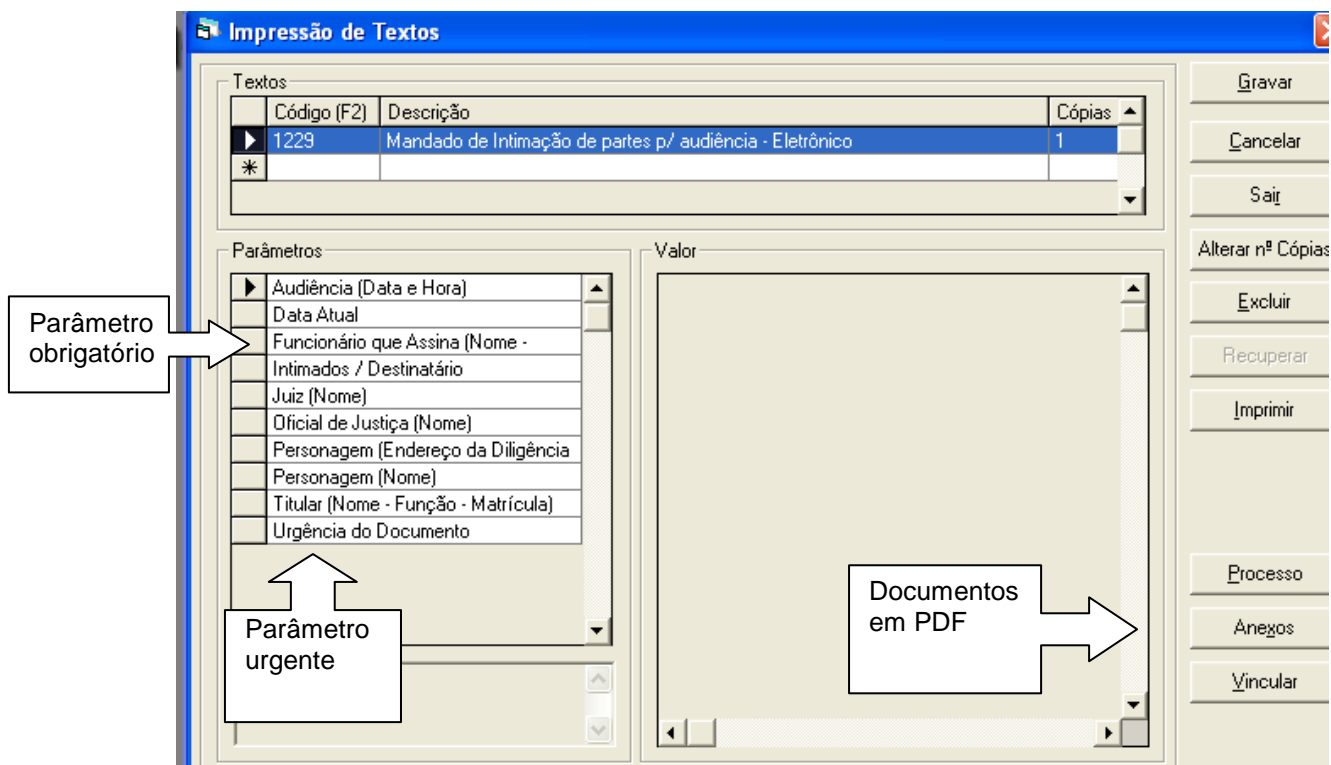 Impressão de Textos
Textos
Código (F2) Descrição Cópias
1229 Mandado de Intimação de partes p/ audiência - Eletrônico 1
Parâmetros
Audiência (Data e Hora)
Data Atual
Funcionário que Assina (Nome -
Intimados / Destinatário
Juiz (Nome)
Oficial de Justiça (Nome)
Personagem (Endereço da Diligência
Personagem (Nome)
Titular (Nome - Função - Matrícula)
Urgência do Documento
Valor
Parâmetro
obrigatório
Parâmetro
urgente
Documentos
em PDF
Gravar
Cancelar
Sair
Alterar nº Cópias
Excluir
Recuperar
Imprimir
Processo
Anexos
Vincular